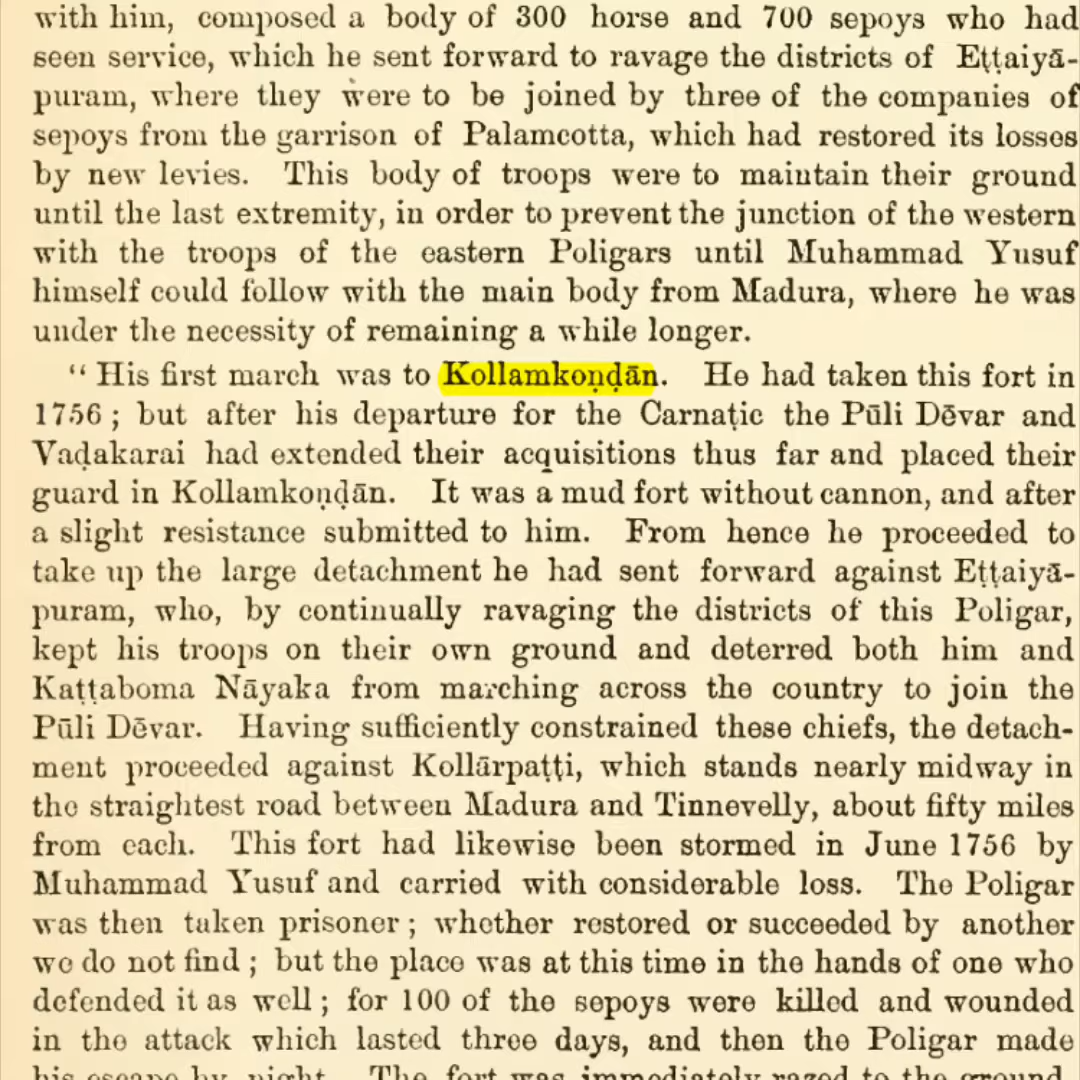 with him, composed a body of 300 horse and 700 sepoys who had
seen service, which he sent forward to ravage the districts of Eṭṭaiyā-
puram, where they were to be joined by three of the companies of
sepoys from the garrison of Palamcotta, which had restored its losses
by new levies. This body of troops were to maintain their ground
until the last extremity, in order to prevent the junction of the western
with the troops of the eastern Poligars until Muhammad Yusuf
himself could follow with the main body from Madura, where he was
under the necessity of remaining a while longer.
“ His first march was to Kollamkoṇḍān. He had taken this fort in
1756 ; but after his departure for the Carnaṭic the Pūli Dēvar and
Vaḍakarai had extended their acquisitions thus far and placed their
guard in Kollamkoṇḍān. It was a mud fort without cannon, and after
a slight resistance submitted to him. From hence he proceeded to
take up the large detachment he had sent forward against Eṭṭaiyā-
puram, who, by continually ravaging the districts of this Poligar,
kept his troops on their own ground and deterred both him and
Kaṭṭaboma Nāyaka from marching across the country to join the
Pūli Dēvar. Having sufficiently constrained these chiefs, the detach-
ment proceeded against Kollārpaṭṭi, which stands nearly midway in
the straightest road between Madura and Tinnevelly, about fifty miles
from each. This fort had likewise been stormed in June 1756 by
Muhammad Yusuf and carried with considerable loss. The Poligar
was then taken prisoner ; whether restored or succeeded by another
we do not find ; but the place was at this time in the hands of one who
defended it as well ; for 100 of the sepoys were killed and wounded
in the attack which lasted three days, and then the Poligar made
his escape by night. The fort was immediately razed to the ground.